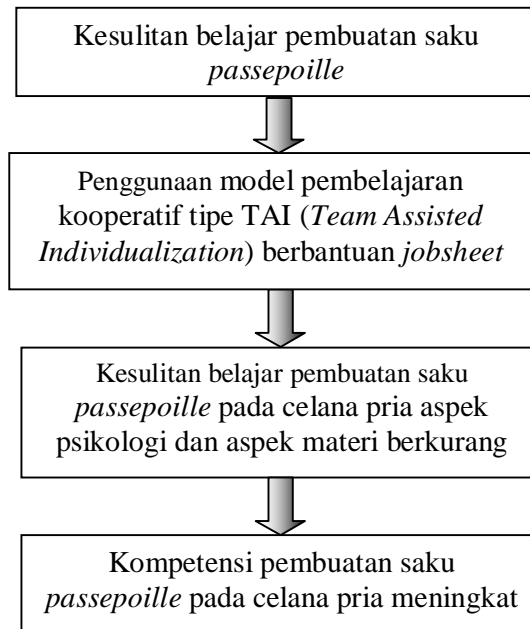 Kesulitan belajar pembuatan saku
passepoille
Penggunaan model pembelajaran
kooperatif tipe TAI (Team Assisted
Individualization) berbantuan jobsheet
Kesulitan belajar pembuatan saku
passepoille pada celana pria aspek
psikologi dan aspek materi berkurang
Kompetensi pembuatan saku
passepoille pada celana pria meningkat